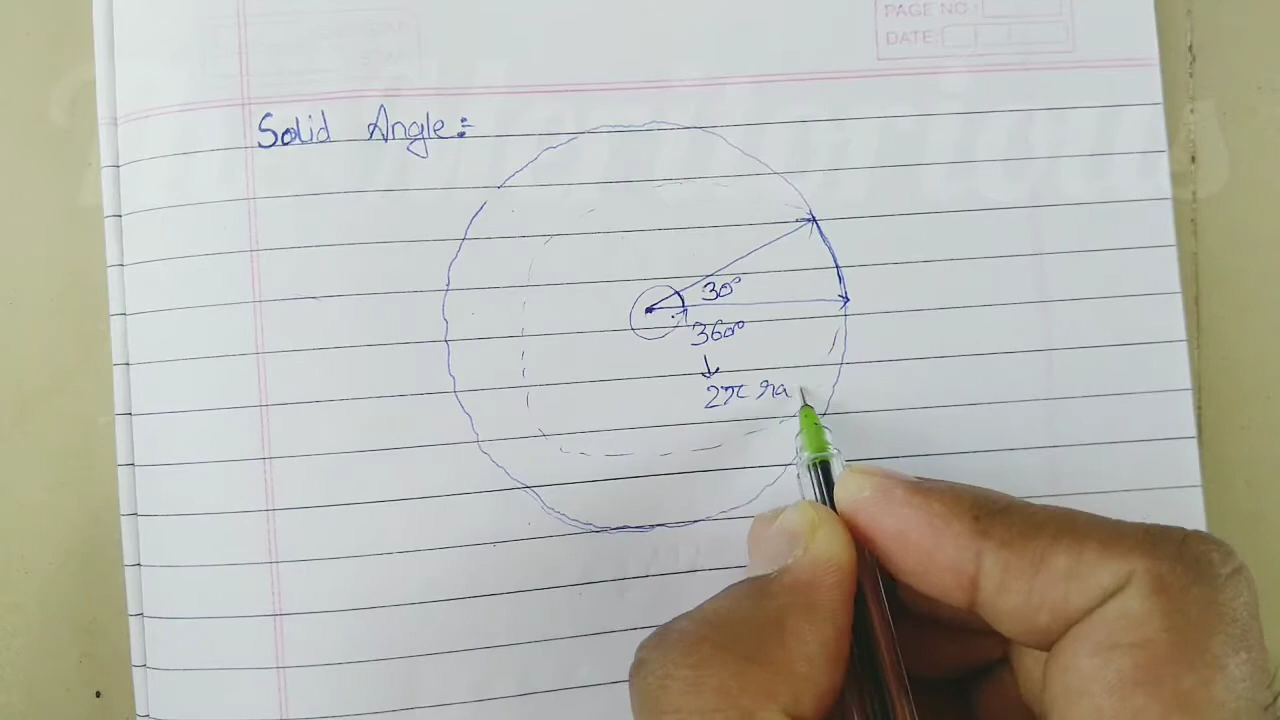 PAGE NO.:
DATE:
Solid Angle:
30°
360°
↓
2π ra